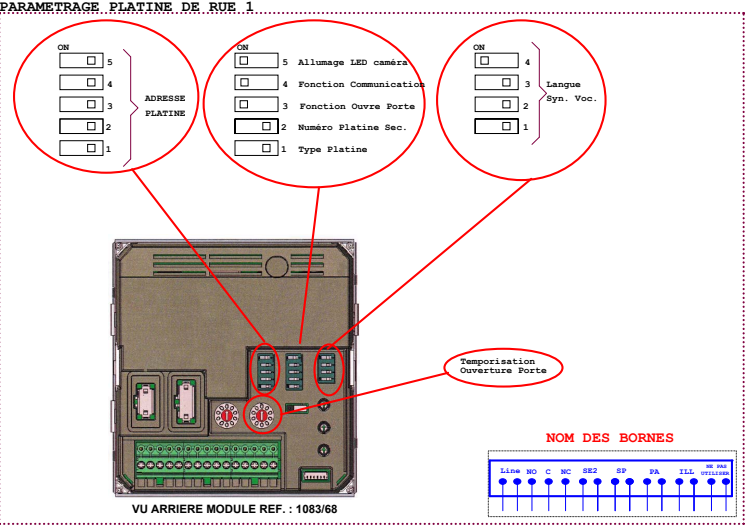 PARAMETRAGE PLATINE DE RUE 1
ON
5
4
3
2
1
ADRESSE
PLATINE
ON
5 Allumage LED caméra
4 Fonction Communication
3 Fonction Ouvre Porte
2 Numéro Platine Sec.
1 Type Platine
ON
4
3
2
1
Langue
Syn. Voc.
Temporisation
Ouverture Porte
NOM DES BORNES
Line NO C NC SE2 SP PA ILL NE PAS
UTILISER
VU ARRIERE MODULE REF. : 1083/68